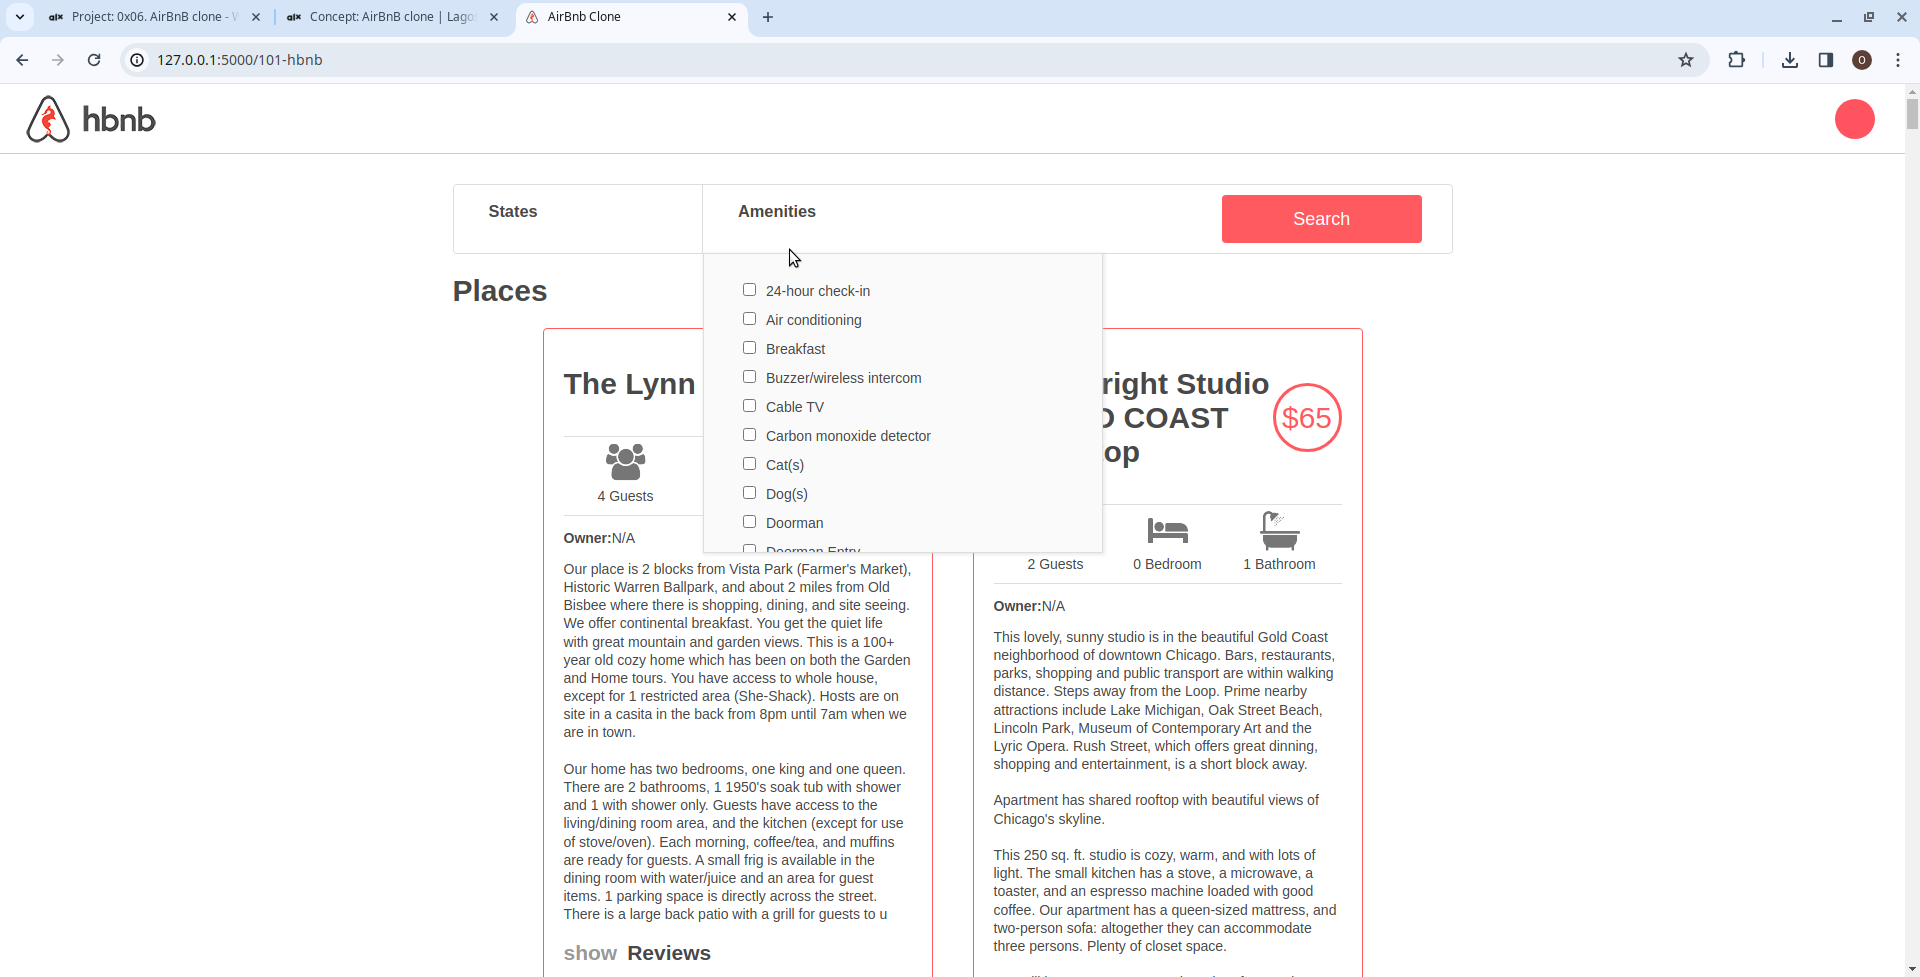 Project: 0x06. AirBnB clone -
Concept: AirBnB clone | Lago
AirBnb Clone
127.0.0.1:5000/101-hbnb
O
hbnb
States
Amenities
Search
Places
24-hour check-in
Air conditioning
Breakfast
Buzzer/wireless intercom
Cable TV
Carbon monoxide detector
Cat(s)
Dog(s)
Doorman
Doorman Entry
The Lynn
4 Guests
Owner:N/A
Our place is 2 blocks from Vista Park (Farmer's Market),
Historic Warren Ballpark, and about 2 miles from Old
Bisbee where there is shopping, dining, and site seeing.
We offer continental breakfast. You get the quiet life
with great mountain and garden views. This is a 100+
year old cozy home which has been on both the Garden
and Home tours. You have access to whole house,
except for 1 restricted area (She-Shack). Hosts are on
site in a casita in the back from 8pm until 7am when we
are in town.
Our home has two bedrooms, one king and one queen.
There are 2 bathrooms, 1 1950's soak tub with shower
and 1 with shower only. Guests have access to the
living/dining room area, and the kitchen (except for use
of stove/oven). Each morning, coffee/tea, and muffins
are ready for guests. A small frig is available in the
dining room with water/juice and an area for guest
items. 1 parking space is directly across the street.
There is a large back patio with a grill for guests to u
show Reviews
right Studio
COAST
op
$65
2 Guests
0 Bedroom
1 Bathroom
Owner:N/A
This lovely, sunny studio is in the beautiful Gold Coast
neighborhood of downtown Chicago. Bars, restaurants,
parks, shopping and public transport are within walking
distance. Steps away from the Loop. Prime nearby
attractions include Lake Michigan, Oak Street Beach,
Lincoln Park, Museum of Contemporary Art and the
Lyric Opera. Rush Street, which offers great dinning,
shopping and entertainment, is a short block away.
Apartment has shared rooftop with beautiful views of
Chicago's skyline.
This 250 sq. ft. studio is cozy, warm, and with lots of
light. The small kitchen has a stove, a microwave, a
toaster, and an espresso machine loaded with good
coffee. Our apartment has a queen-sized mattress, and
two-person sofa: altogether they can accommodate
three persons. Plenty of closet space.